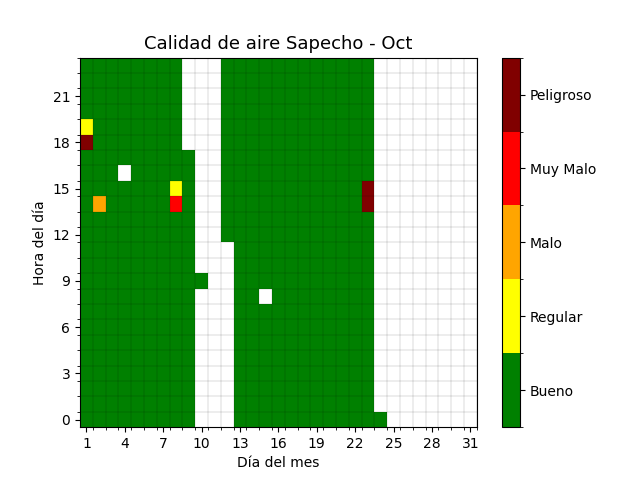 Calidad de aire Sapecho - Oct
Hora del día
21
18
15
12
9
6
3
0
1 4 7 10 13 16 19 22 25 28 31
Día del mes
Peligroso
Muy Malo
Malo
Regular
Bueno